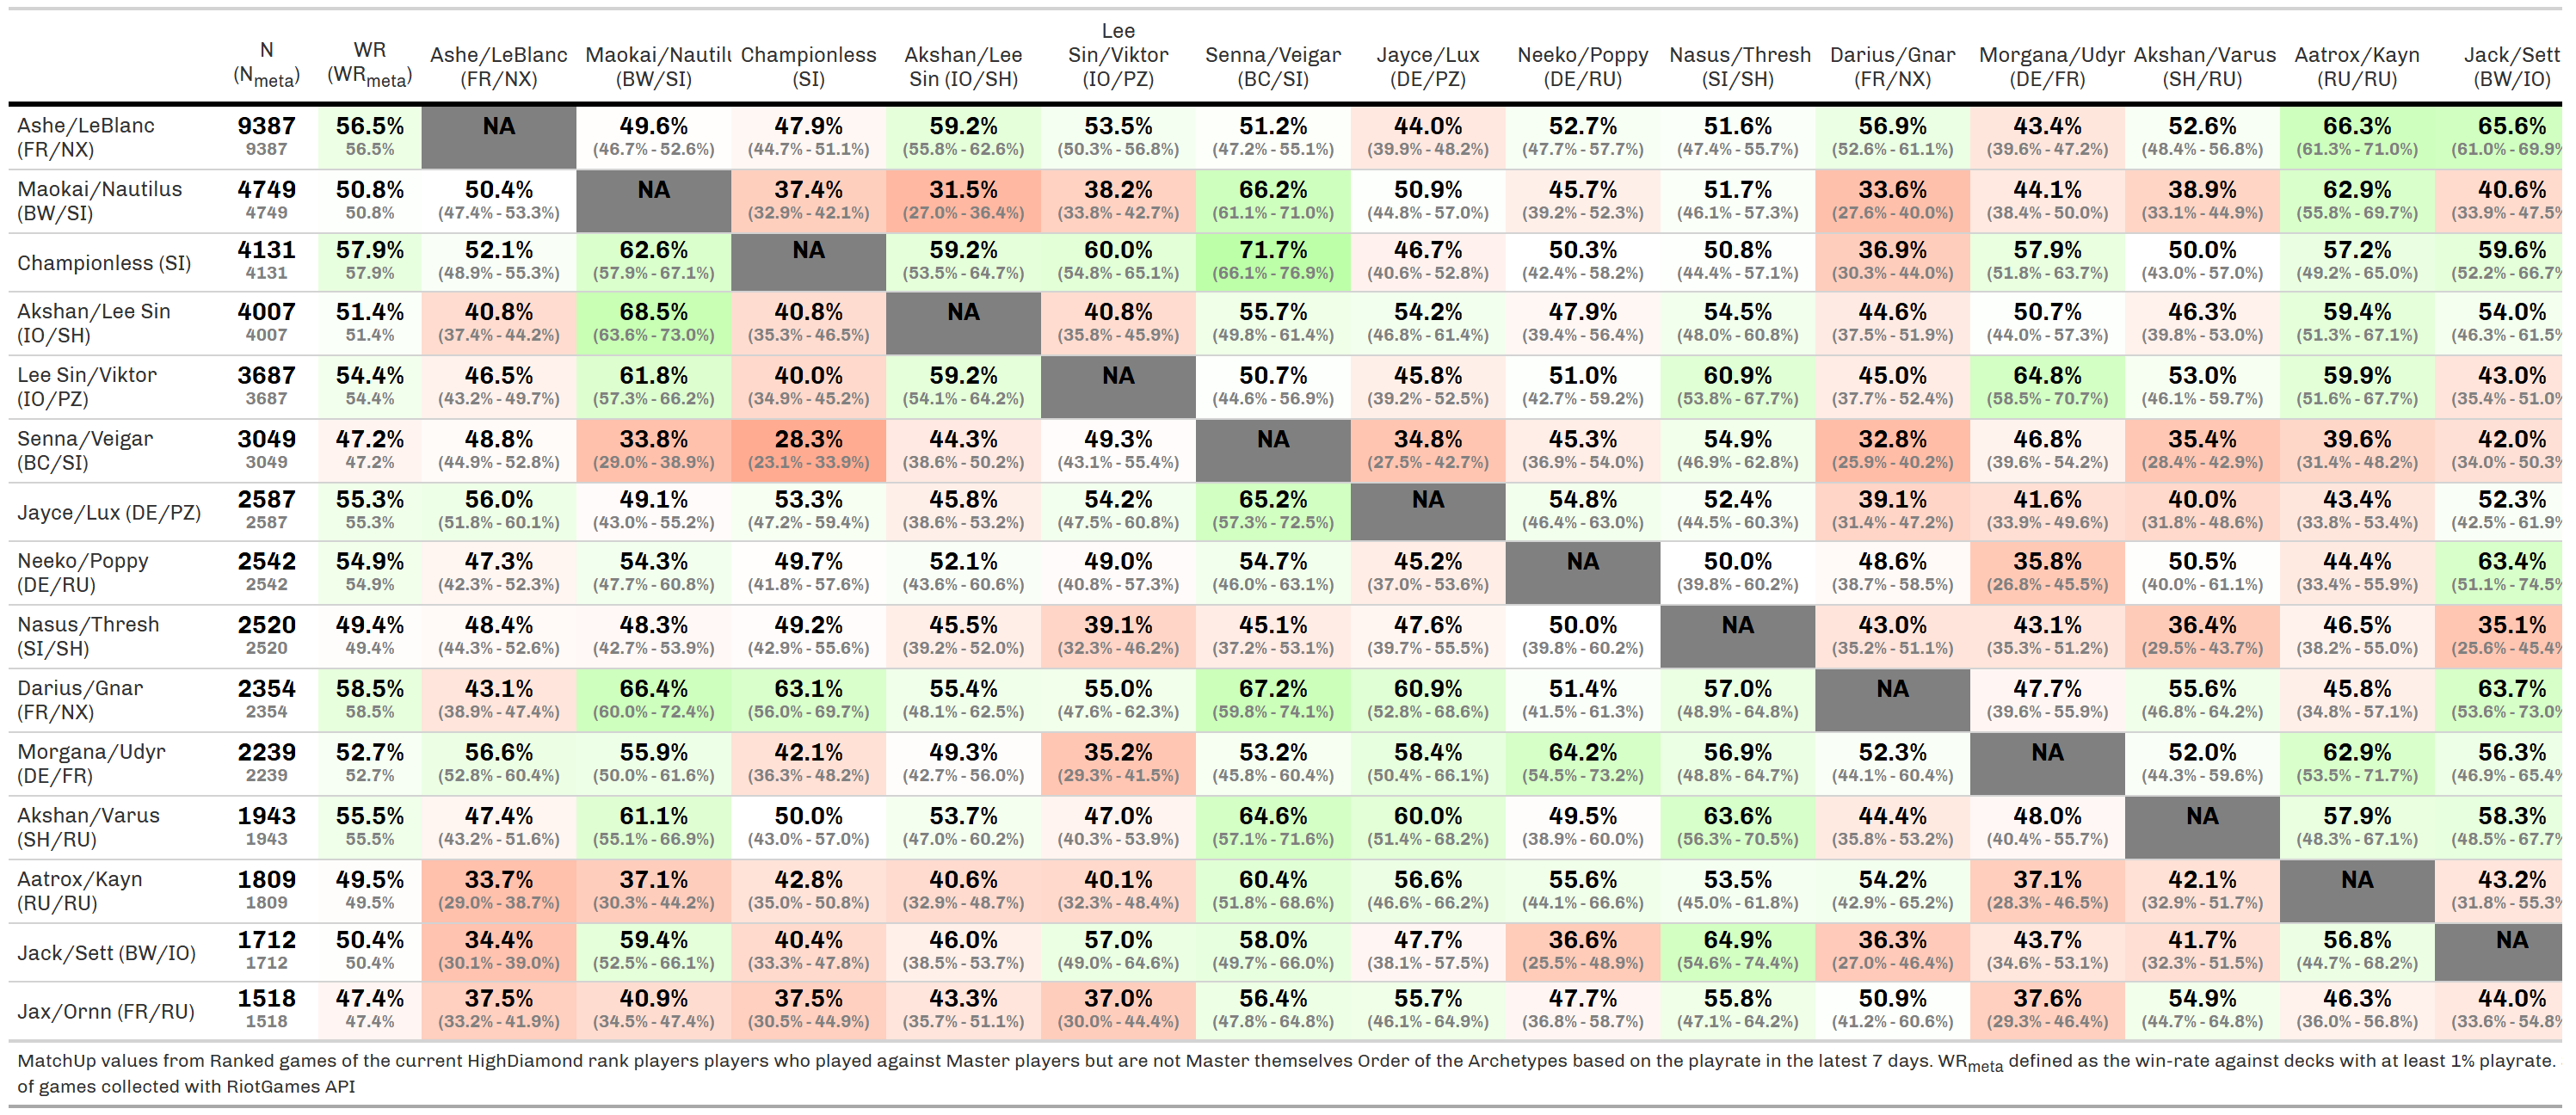 N (Nmeta) WR (WRmeta) Ashe/LeBlanc (FR/NX) Maokai/Nautilu (BW/SI) Championless (SI) Akshan/Lee Sin (IO/SH) Lee Sin/Viktor (IO/PZ) Senna/Veigar (BC/SI) Jayce/Lux (DE/PZ) Neeko/Poppy (DE/RU) Nasus/Thresh (SI/SH) Darius/Gnar (FR/NX) Morgana/Udyr (DE/FR) Akshan/Varus (SH/RU) Aatrox/Kayn (RU/RU) Jack/Sett (BW/IO)
Ashe/LeBlanc 9387 56.5% NA 49.6% 47.9% 59.2% 53.5% 51.2% 44.0% 52.7% 51.6% 56.9% 43.4% 52.6% 66.3% 65.6%
(FR/NX) 9387 56.5% (46.7% - 52.6%) (44.7% - 51.1%) (55.8% - 62.6%) (50.3% - 56.8%) (47.2% - 55.1%) (39.9% - 48.2%) (47.7% - 57.7%) (47.4% - 55.7%) (52.6% - 61.1%) (39.6% - 47.2%) (48.4% - 56.8%) (61.3% - 71.0%) (61.0% - 69.9%
Maokai/Nautilus 4749 50.8% 50.4% NA 37.4% 31.5% 38.2% 66.2% 50.9% 45.7% 51.7% 33.6% 44.1% 38.9% 62.9% 40.6%
(BW/SI) 4749 50.8% (47.4% - 53.3%) (32.9% - 42.1%) (27.0% - 36.4%) (33.8% - 42.7%) (61.1% - 71.0%) (44.8% - 57.0%) (39.2% - 52.3%) (46.1% - 57.3%) (27.6% - 40.0%) (38.4% - 50.0%) (33.1% - 44.9%) (55.8% - 69.7%) (33.9% - 47.5%
Championless (SI) 4131 57.9% 52.1% 62.6% NA 59.2% 60.0% 71.7% 46.7% 50.3% 50.8% 36.9% 57.9% 50.0% 57.2% 59.6%
4131 57.9% (48.9% - 55.3%) (57.9% - 67.1%) (53.5% - 64.7%) (54.8% - 65.1%) (66.1% - 76.9%) (40.6% - 52.8%) (42.4% - 58.2%) (44.4% - 57.1%) (30.3% - 44.0%) (51.8% - 63.7%) (43.0% - 57.0%) (49.2% - 65.0%) (52.2% - 66.7%
Akshan/Lee Sin 4007 51.4% 40.8% 68.5% 40.8% NA 40.8% 55.7% 54.2% 47.9% 54.5% 44.6% 50.7% 46.3% 59.4% 54.0%
(IO/SH) 4007 51.4% (37.4% - 44.2%) (63.6% - 73.0%) (35.3% - 46.5%) (35.8% - 45.9%) (49.8% - 61.4%) (46.8% - 61.4%) (39.4% - 56.4%) (48.0% - 60.8%) (37.5% - 51.9%) (44.0% - 57.3%) (39.8% - 53.0%) (51.3% - 67.1%) (46.3% - 61.5%
Lee Sin/Viktor 3687 54.4% 46.5% 61.8% 40.0% 59.2% NA 50.7% 45.8% 51.0% 60.9% 45.0% 64.8% 53.0% 59.9% 43.0%
(IO/PZ) 3687 54.4% (43.2% - 49.7%) (57.3% - 66.2%) (34.9% - 45.2%) (54.1% - 64.2%) (44.6% - 56.9%) (39.2% - 52.5%) (42.7% - 59.2%) (53.8% - 67.7%) (37.7% - 52.4%) (58.5% - 70.7%) (46.1% - 59.7%) (51.6% - 67.7%) (35.4% - 51.0%
Senna/Veigar 3049 47.2% 48.8% 33.8% 28.3% 44.3% 49.3% NA 34.8% 45.3% 54.9% 32.8% 46.8% 35.4% 39.6% 42.0%
(BC/SI) 3049 47.2% (44.9% - 52.8%) (29.0% - 38.9%) (23.1% - 33.9%) (38.6% - 50.2%) (43.1% - 55.4%) (27.5% - 42.7%) (36.9% - 54.0%) (46.9% - 62.8%) (25.9% - 40.2%) (39.6% - 54.2%) (28.4% - 42.9%) (31.4% - 48.2%) (34.0% - 50.3%
Jayce/Lux (DE/PZ) 2587 55.3% 56.0% 49.1% 53.3% 45.8% 54.2% 65.2% NA 54.8% 52.4% 39.1% 41.6% 40.0% 43.4% 52.3%
2587 55.3% (51.8% - 60.1%) (43.0% - 55.2%) (47.2% - 59.4%) (38.6% - 53.2%) (47.5% - 60.8%) (57.3% - 72.5%) (46.4% - 63.0%) (44.5% - 60.3%) (31.4% - 47.2%) (33.9% - 49.6%) (31.8% - 48.6%) (33.8% - 53.4%) (42.5% - 61.9%
Neeko/Poppy 2542 54.9% 47.3% 54.3% 49.7% 52.1% 49.0% 54.7% 45.2% NA 50.0% 48.6% 35.8% 50.5% 44.4% 63.4%
(DE/RU) 2542 54.9% (42.3% - 52.3%) (47.7% - 60.8%) (41.8% - 57.6%) (43.6% - 60.6%) (40.8% - 57.3%) (46.0% - 63.1%) (37.0% - 53.6%) (39.8% - 60.2%) (38.7% - 58.5%) (26.8% - 45.5%) (40.0% - 61.1%) (33.4% - 55.9%) (51.1% - 74.5%
Nasus/Thresh 2520 49.4% 48.4% 48.3% 49.2% 45.5% 39.1% 45.1% 47.6% 50.0% NA 43.0% 43.1% 36.4% 46.5% 35.1%
(SI/SH) 2520 49.4% (44.3% - 52.6%) (42.7% - 53.9%) (42.9% - 55.6%) (39.2% - 52.0%) (32.3% - 46.2%) (37.2% - 53.1%) (39.7% - 55.5%) (39.8% - 60.2%) (35.2% - 51.1%) (35.3% - 51.2%) (29.5% - 43.7%) (38.2% - 55.0%) (25.6% - 45.4%
Darius/Gnar 2354 58.5% 43.1% 66.4% 63.1% 55.4% 55.0% 67.2% 60.9% 51.4% 57.0% NA 47.7% 55.6% 45.8% 63.7%
(FR/NX) 2354 58.5% (38.9% - 47.4%) (60.0% - 72.4%) (56.0% - 69.7%) (48.1% - 62.5%) (47.6% - 62.3%) (59.8% - 74.1%) (52.8% - 68.6%) (41.5% - 61.3%) (48.9% - 64.8%) (39.6% - 55.9%) (46.8% - 64.2%) (34.8% - 57.1%) (53.6% - 73.0%
Morgana/Udyr 2239 52.7% 56.6% 55.9% 42.1% 49.3% 35.2% 53.2% 58.4% 64.2% 56.9% 52.3% NA 52.0% 62.9% 56.3%
(DE/FR) 2239 52.7% (52.8% - 60.4%) (50.0% - 61.6%) (36.3% - 48.2%) (42.7% - 56.0%) (29.3% - 41.5%) (45.8% - 60.4%) (50.4% - 66.1%) (54.5% - 73.2%) (48.8% - 64.7%) (44.1% - 60.4%) (44.3% - 59.6%) (53.5% - 71.7%) (46.9% - 65.4%
Akshan/Varus 1943 55.5% 47.4% 61.1% 50.0% 53.7% 47.0% 64.6% 60.0% 49.5% 63.6% 44.4% 48.0% NA 57.9% 58.3%
(SH/RU) 1943 55.5% (43.2% - 51.6%) (55.1% - 66.9%) (43.0% - 57.0%) (47.0% - 60.2%) (40.3% - 53.9%) (57.1% - 71.6%) (51.4% - 68.2%) (38.9% - 60.0%) (56.3% - 70.5%) (35.8% - 53.2%) (40.4% - 55.7%) (48.3% - 67.1%) (48.5% - 67.7%
Aatrox/Kayn 1809 49.5% 33.7% 37.1% 42.8% 40.6% 40.1% 60.4% 56.6% 55.6% 53.5% 54.2% 37.1% 42.1% NA 43.2%
(RU/RU) 1809 49.5% (29.0% - 38.7%) (30.3% - 44.2%) (35.0% - 50.8%) (32.9% - 48.7%) (32.3% - 48.4%) (51.8% - 68.6%) (46.6% - 66.2%) (44.1% - 66.6%) (45.0% - 61.8%) (42.9% - 65.2%) (28.3% - 46.5%) (32.9% - 51.7%) (31.8% - 55.3%
Jack/Sett (BW/IO) 1712 50.4% 34.4% 59.4% 40.4% 46.0% 57.0% 58.0% 47.7% 36.6% 64.9% 36.3% 43.7% 41.7% 56.8% NA
1712 50.4% (30.1% - 39.0%) (52.5% - 66.1%) (33.3% - 47.8%) (38.5% - 53.7%) (49.0% - 64.6%) (49.7% - 66.0%) (38.1% - 57.5%) (25.5% - 48.9%) (54.6% - 74.4%) (27.0% - 46.4%) (34.6% - 53.1%) (32.3% - 51.5%) (44.7% - 68.2%)
Jax/Ornn (FR/RU) 1518 47.4% 37.5% 40.9% 37.5% 43.3% 37.0% 56.4% 55.7% 47.7% 55.8% 50.9% 37.6% 54.9% 46.3% 44.0%
1518 47.4% (33.2% - 41.9%) (34.5% - 47.4%) (30.5% - 44.9%) (35.7% - 51.1%) (30.0% - 44.4%) (47.8% - 64.8%) (46.1% - 64.9%) (36.8% - 58.7%) (47.1% - 64.2%) (41.2% - 60.6%) (29.3% - 46.4%) (44.7% - 64.8%) (36.0% - 56.8%) (33.6% - 54.8%
MatchUp values from Ranked games of the current HighDiamond rank players players who played against Master players but are not Master themselves Order of the Archetypes based on the playrate in the latest 7 days. WRmeta defined as the win-rate against decks with at least 1% playrate.
of games collected with RiotGames API